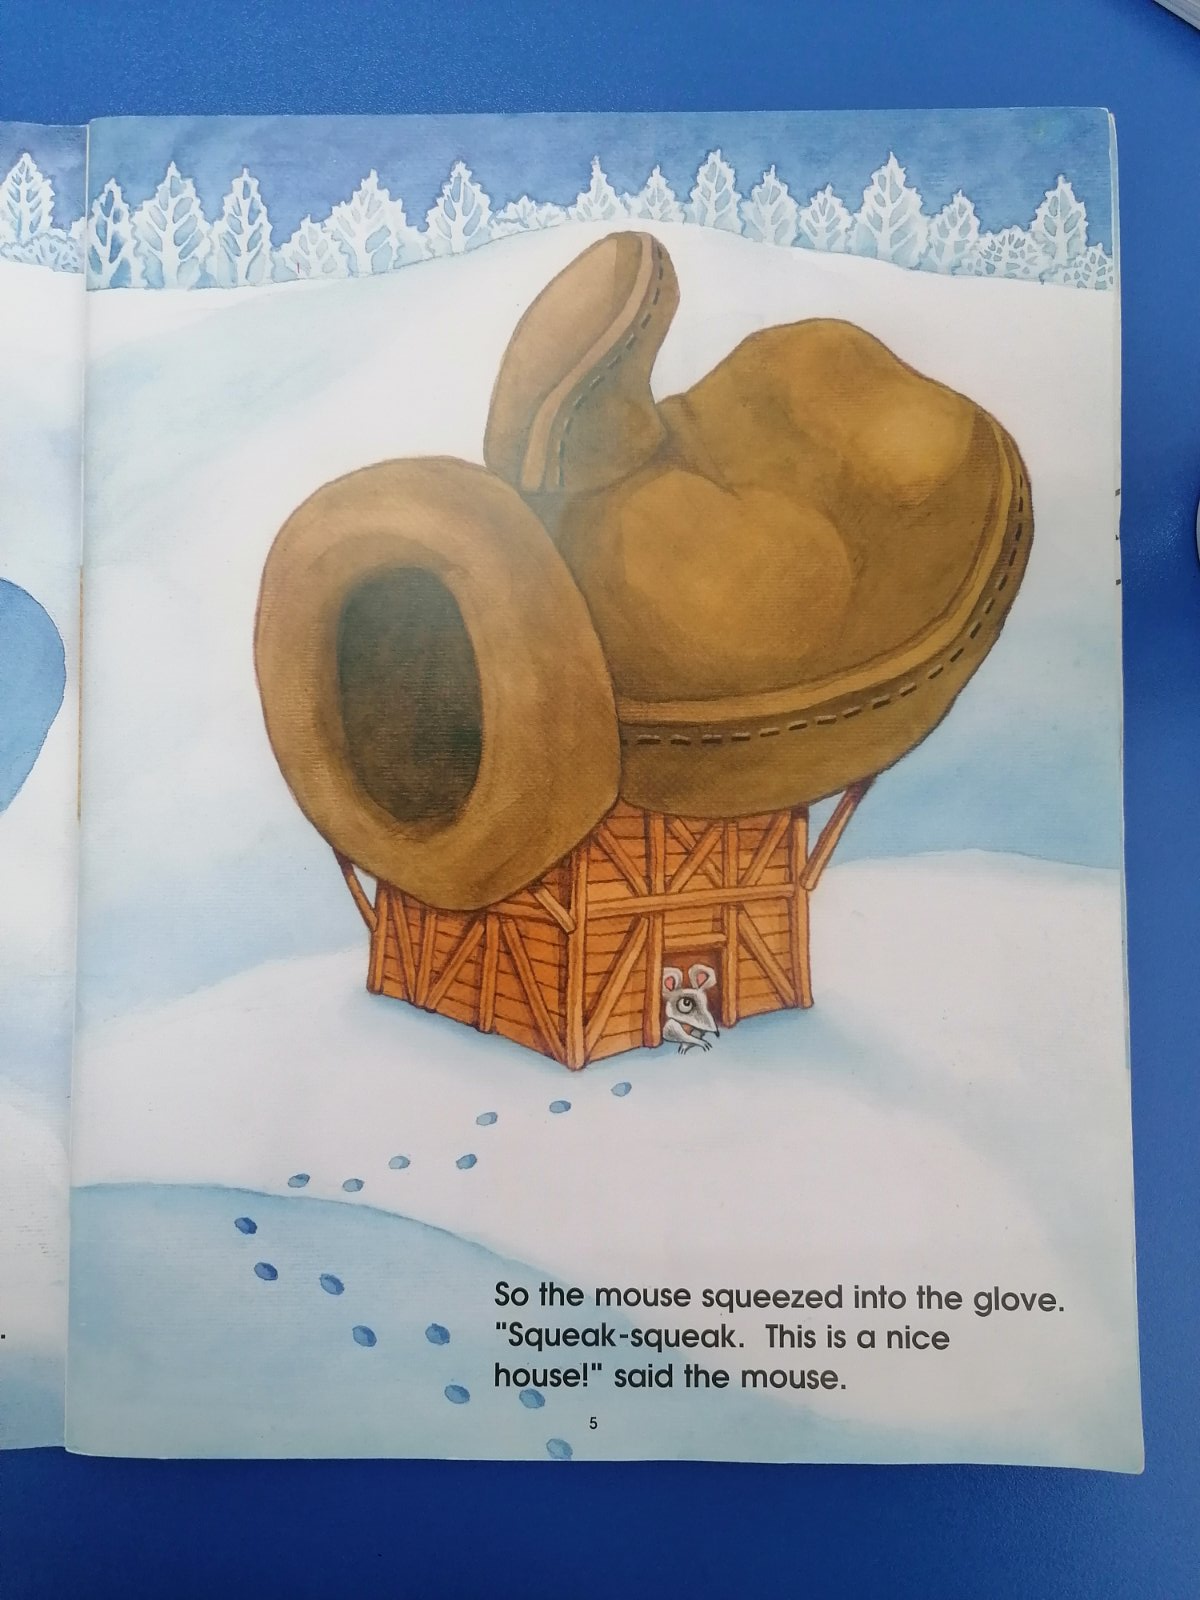 So the mouse squeezed into the glove.
"Squeak-squeak. This is a nice
house!" said the mouse.
5